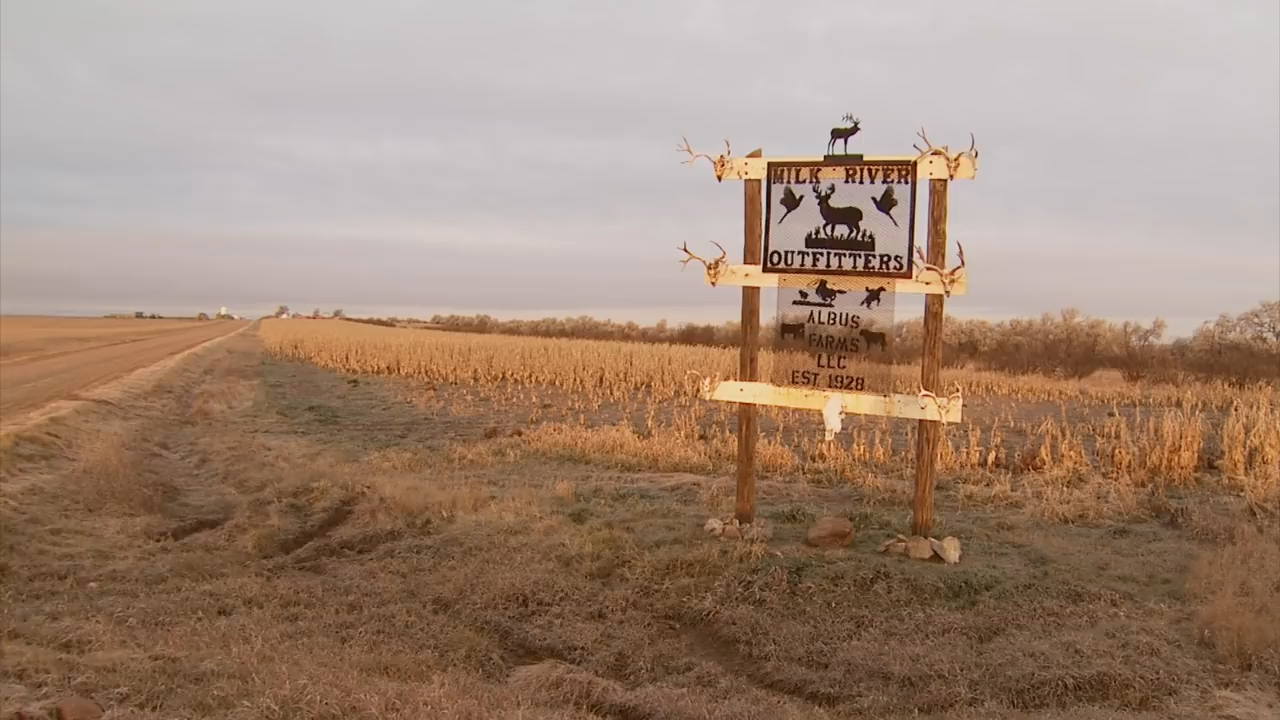 MILK RIVER
OUTFITTERS
ALBUS
FARMS
LLC
EST 1928